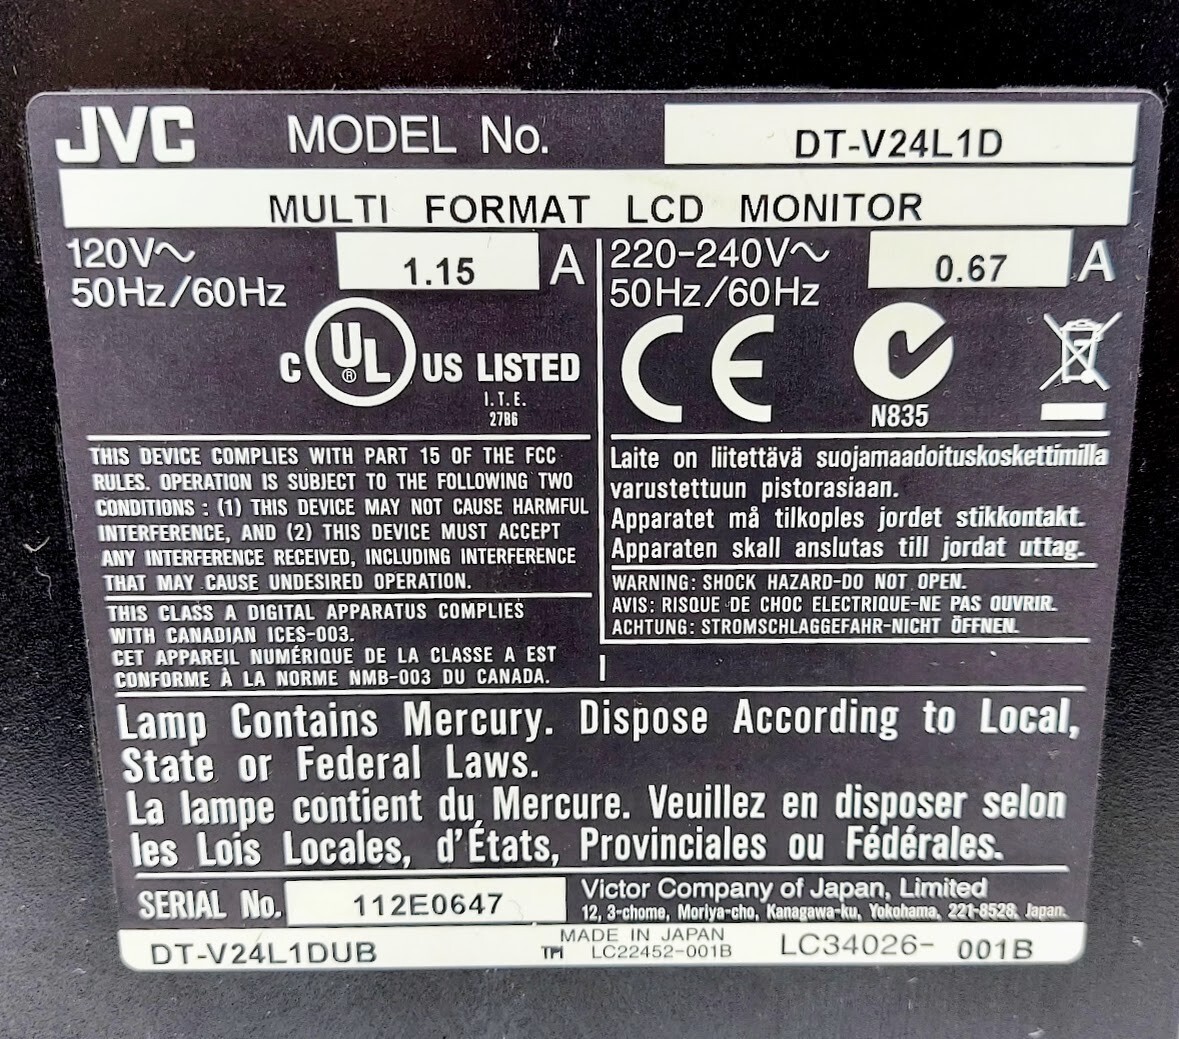 JVC MODEL No. DT-V24L1D
MULTI FORMAT LCD MONITOR
120V~ 1.15 A
50Hz/60Hz
220-240V~ 0.67 A
50Hz/60Hz
C UL® US LISTED
I.T.E.
27B6
CE
N835
THIS DEVICE COMPLIES WITH PART 15 OF THE FCC
RULES. OPERATION IS SUBJECT TO THE FOLLOWING TWO
CONDITIONS : (1) THIS DEVICE MAY NOT CAUSE HARMFUL
INTERFERENCE, AND (2) THIS DEVICE MUST ACCEPT
ANY INTERFERENCE RECEIVED, INCLUDING INTERFERENCE
THAT MAY CAUSE UNDESIRED OPERATION.
THIS CLASS A DIGITAL APPARATUS COMPLIES
WITH CANADIAN ICES-003.
CET APPAREIL NUMÉRIQUE DE LA CLASSE A EST
CONFORME À LA NORME NMB-003 DU CANADA.
Laite on liitettävä suojamaadoituskoskettimilla
varustettuun pistorasiaan.
Apparatet må tilkoples jordet stikkontakt.
Apparaten skall anslutas till jordat uttag.
WARNING: SHOCK HAZARD-DO NOT OPEN.
AVIS: RISQUE DE CHOC ELECTRIQUE-NE PAS OUVRIR.
ACHTUNG: STROMSCHLAGGEFAHR-NICHT ÖFFNEN.
Lamp Contains Mercury. Dispose According to Local,
State or Federal Laws.
La lampe contient du Mercure. Veuillez en disposer selon
les Lois Locales, d'États, Provinciales ou Fédérales.
SERIAL No. 112E0647
Victor Company of Japan, Limited
12, 3-chome, Moriya-cho, Kanagawa-ku, Yokohama, 221-8528, Japan.
DT-V24L1DUB
MADE IN JAPAN
TPI LC22452-001B
LC34026- 001B